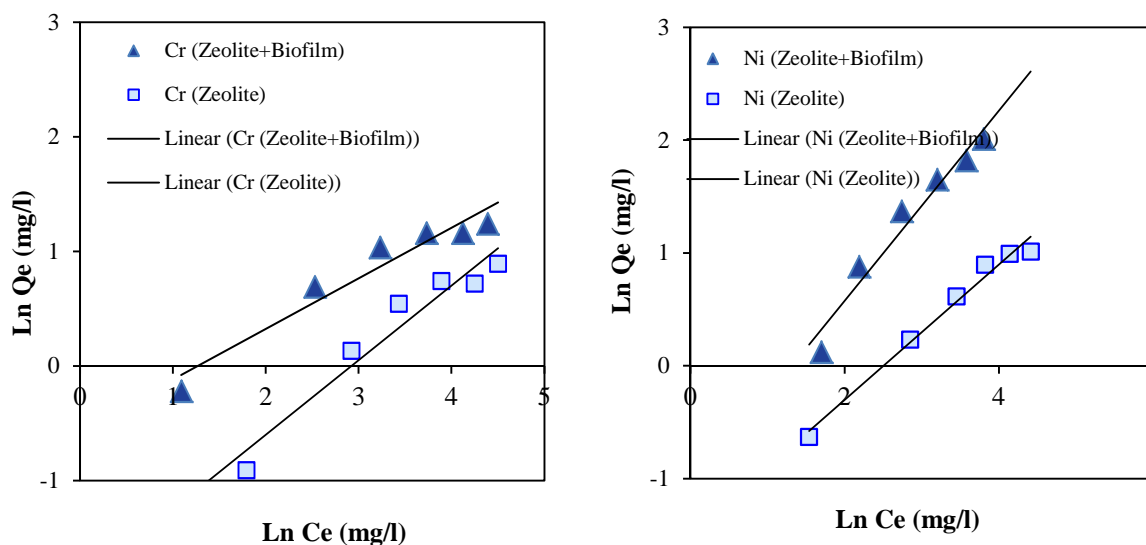 3
2
1
0
-1
0
1
2
3
4
5
Ln Qe (mg/l)
Ln Ce (mg/l)
Cr (Zeolite+Biofilm)
Cr (Zeolite)
Linear (Cr (Zeolite+Biofilm))
Linear (Cr (Zeolite))
3
2
1
0
-1
0
2
4
Ln Qe (mg/l)
Ln Ce (mg/l)
Ni (Zeolite+Biofilm)
Ni (Zeolite)
Linear (Ni (Zeolite+Biofilm))
Linear (Ni (Zeolite))